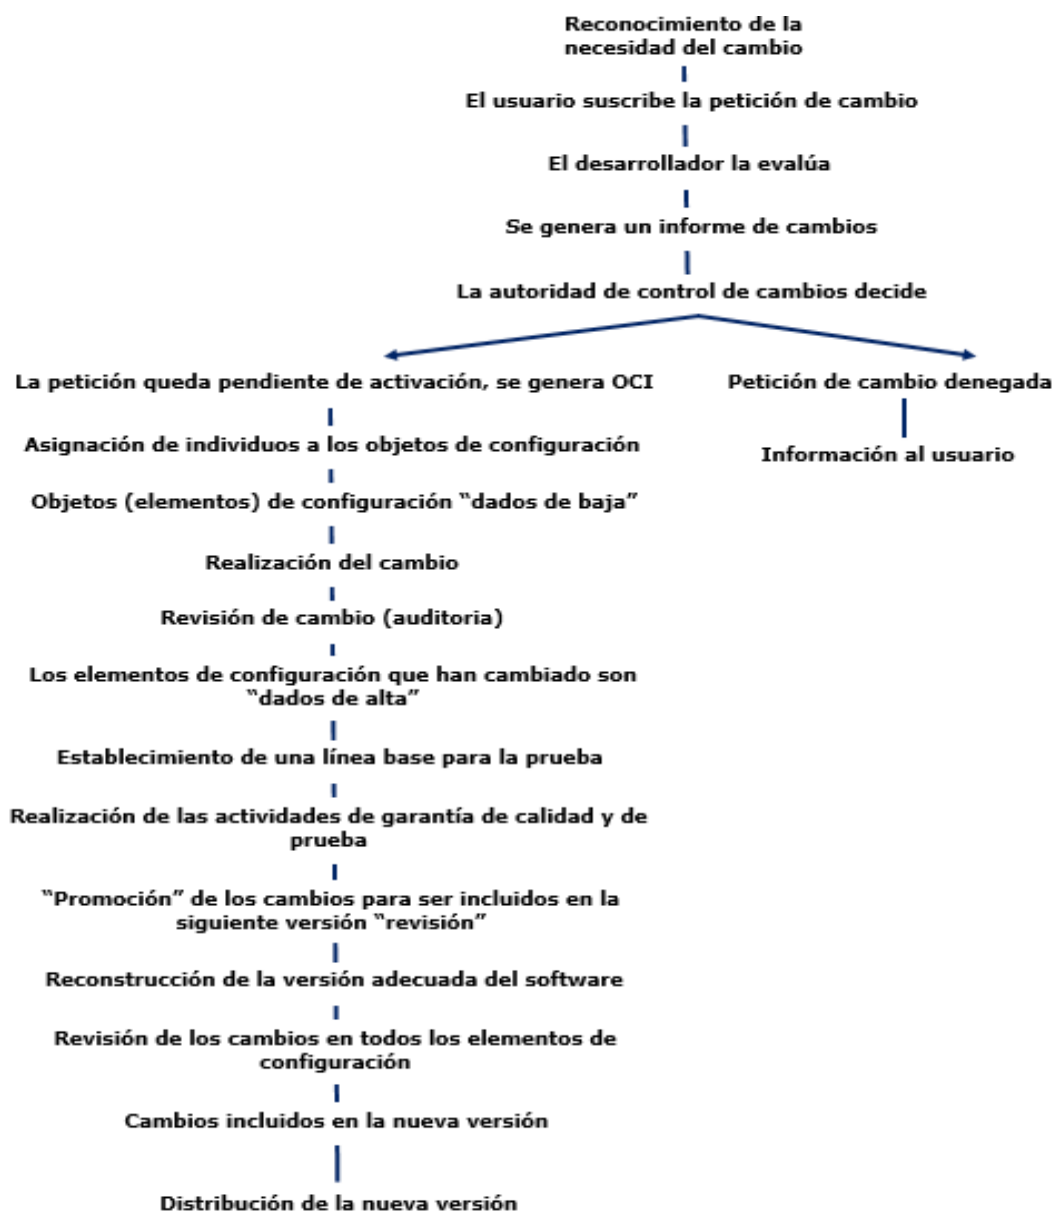 Reconocimiento de la
necesidad del cambio
El usuario suscribe la petición de cambio
El desarrollador la evalúa
Se genera un informe de cambios
La autoridad de control de cambios decide
La petición queda pendiente de activación, se genera OCI
Petición de cambio denegada
Asignación de individuos a los objetos de configuración
Información al usuario
Objetos (elementos) de configuración “dados de baja”
Realización del cambio
Revisión de cambio (auditoria)
Los elementos de configuración que han cambiado son
“dados de alta”
Establecimiento de una línea base para la prueba
Realización de las actividades de garantía de calidad y de
prueba
“Promoción” de los cambios para ser incluidos en la
siguiente versión “revisión”
Reconstrucción de la versión adecuada del software
Revisión de los cambios en todos los elementos de
configuración
Cambios incluidos en la nueva versión
Distribución de la nueva versión